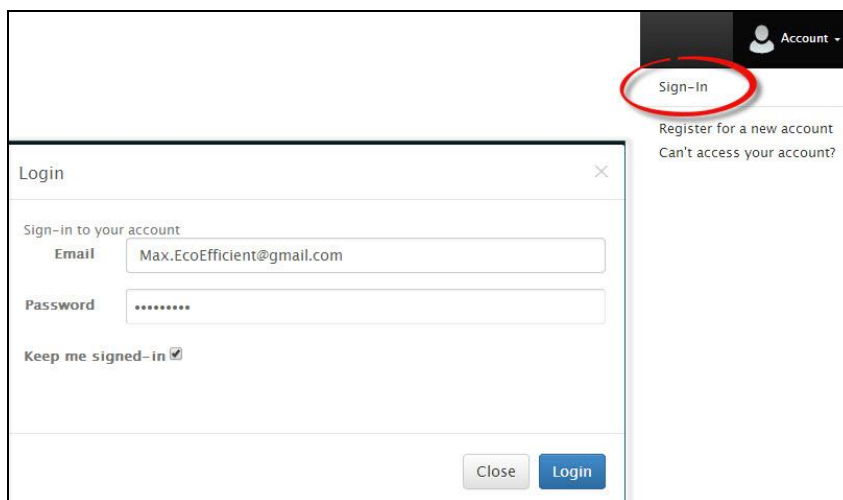 Account
Sign-In
Register for a new account
Can't access your account?
Login
Sign-in to your account
Email Max.EcoEfficient@gmail.com
Password •••••••••
Keep me signed-in
Close Login